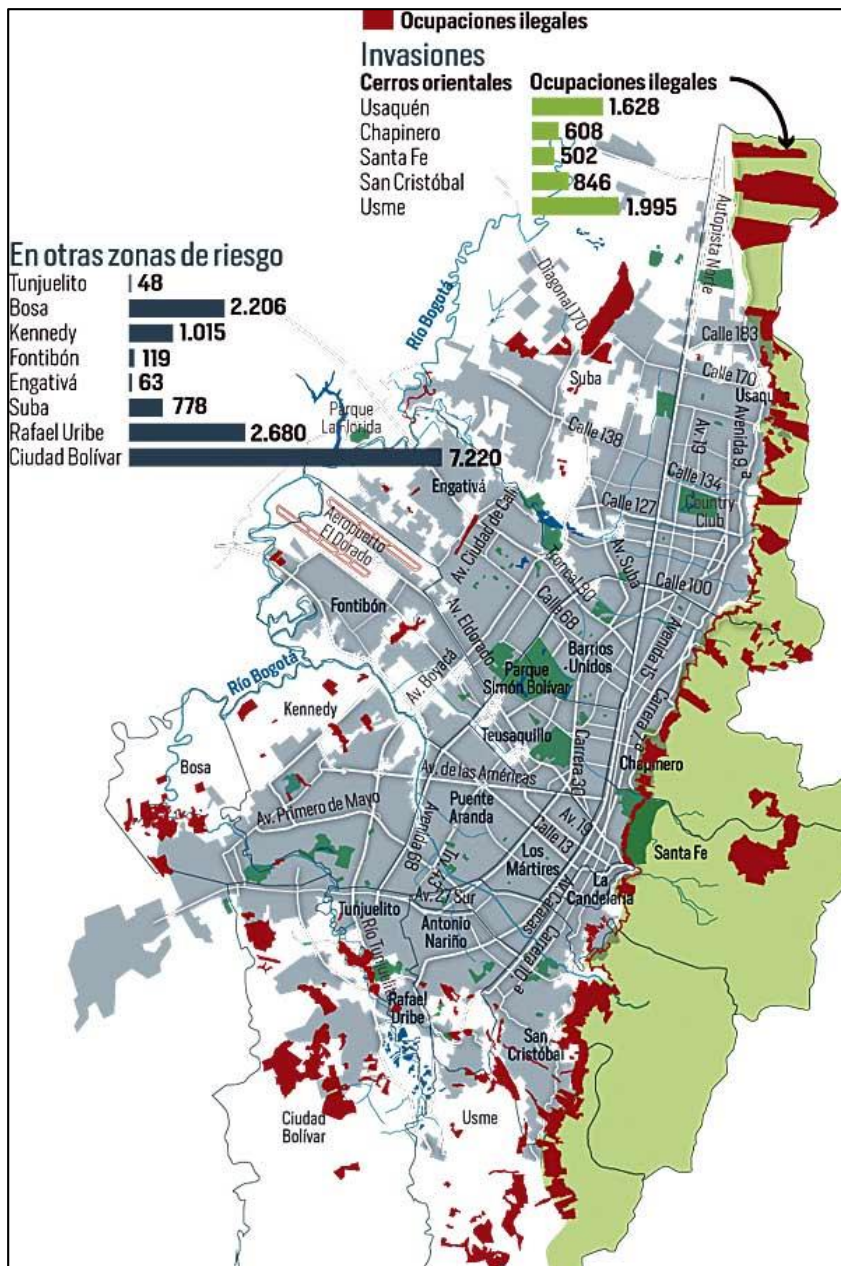 Ocupaciones ilegales
Invasiones
Cerros orientales Ocupaciones ilegales
Usaquén 1.628
Chapinero 608
Santa Fe 502
San Cristóbal 846
Usme 1.995
En otras zonas de riesgo
Tunjuelito 48
Bosa 2.206
Kennedy 1.015
Fontibón 119
Engativá 63
Suba 778
Rafael Uribe 2.680
Ciudad Bolívar 7.220
Autopista Norte
Río Bogotá
Diagonal 170
Calle 183
Calle 170
Suba
Parque
La Florida
Calle 138
Av. 19
Avenida 9.ª
Calle 134
Engativá
Calle 127
Country
Club
Aeropuerto
El Dorado
Av. Ciudad de Cali
Troncal 80
Av. Suba
Calle 100
Calle 68
Fontibón
Av. Eldorado
Avenida 15
Barrios
Unidos
Parque
Simón Bolívar
Av. Boyacá
Río Bogotá
Kennedy
Teusaquillo
Carrera 30
Chapinero
Bosa
Av. de las Américas
Av. Primero de Mayo
Avenida 68
Puente
Aranda
Av. 19
Calle 13
Santa Fe
Los
Mártires
La
Candelaria
Av. 27 Sur
Tunjuelito
Antonio
Nariño
Av. Caracas
Carrera 10.ª
Rafael
Uribe
San
Cristóbal
Ciudad
Bolívar
Usme